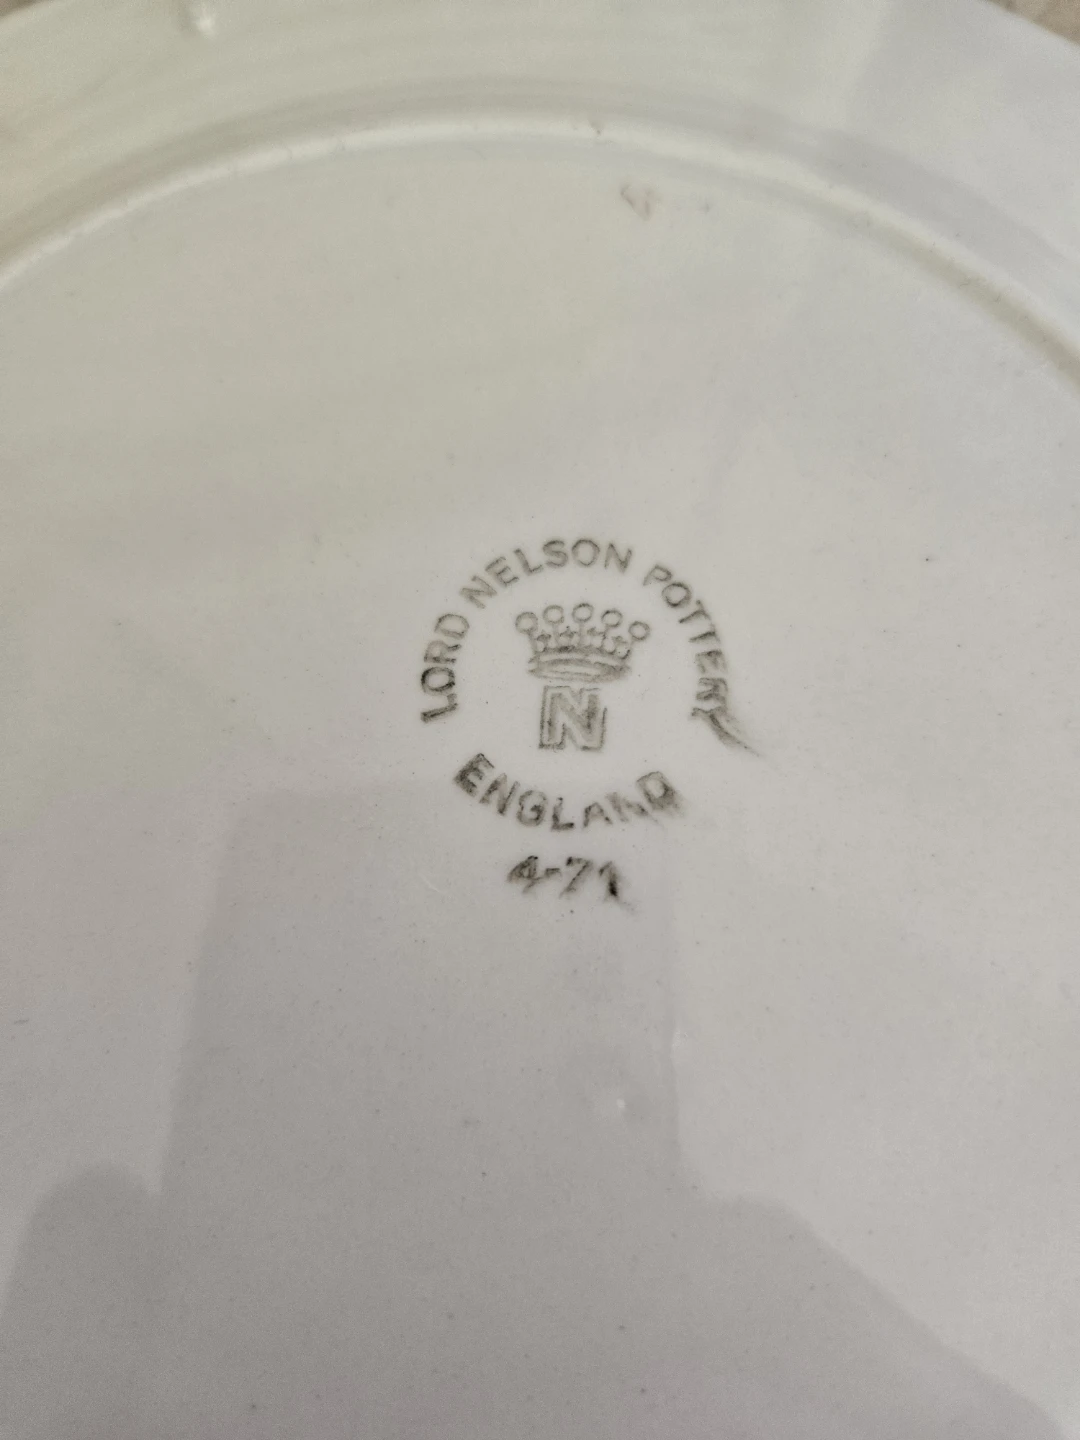 LORD NELSON POTTERY
N
ENGLAND
4-71